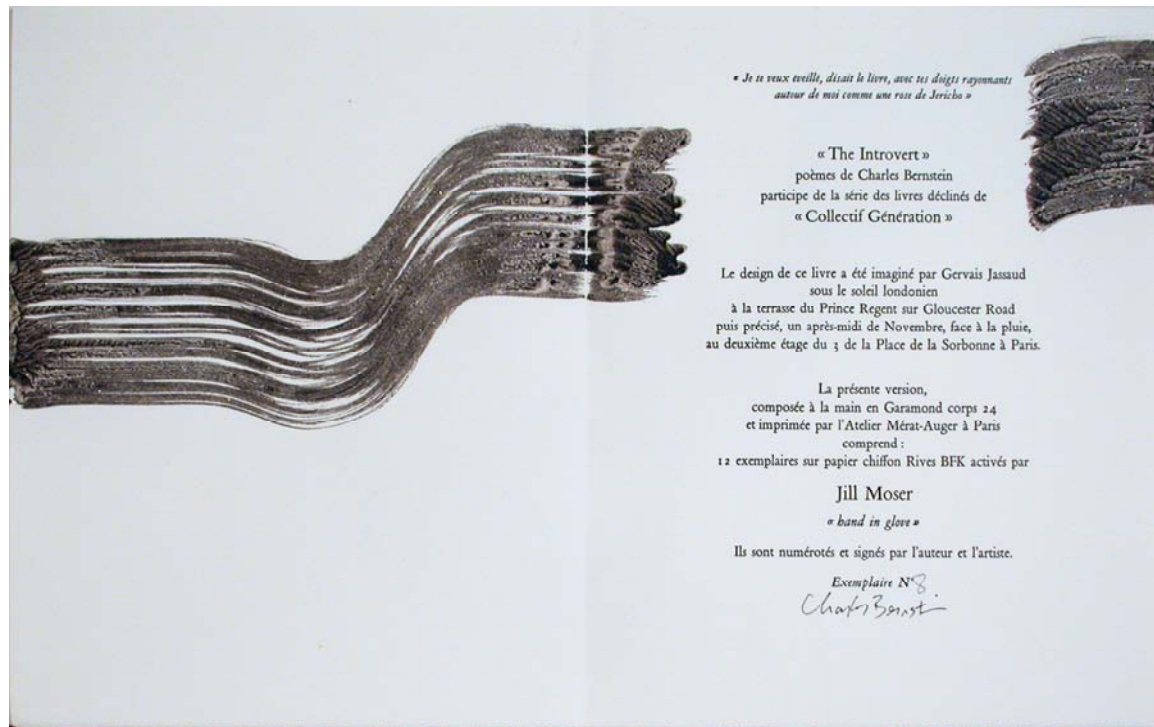 « Je te veux éveille, disait le livre, avec tes doigts rayonnants
autour de moi comme une rose de Jericho »
« The Introvert »
poèmes de Charles Bernstein
participe de la série des livres déclinés de
« Collectif Génération »
Le design de ce livre a été imaginé par Gervais Jassaud
sous le soleil londonien
à la terrasse du Prince Regent sur Gloucester Road
puis précisé, un après-midi de Novembre, face à la pluie,
au deuxième étage du 3 de la Place de la Sorbonne à Paris.
La présente version,
composée à la main en Garamond corps 24
et imprimée par l'Atelier Mérat-Auger à Paris
comprend :
12 exemplaires sur papier chiffon Rives BFK activés par
Jill Moser
« hand in glove »
Ils sont numérotés et signés par l'auteur et l'artiste.
Exemplaire N° 8
Charles Bernstein